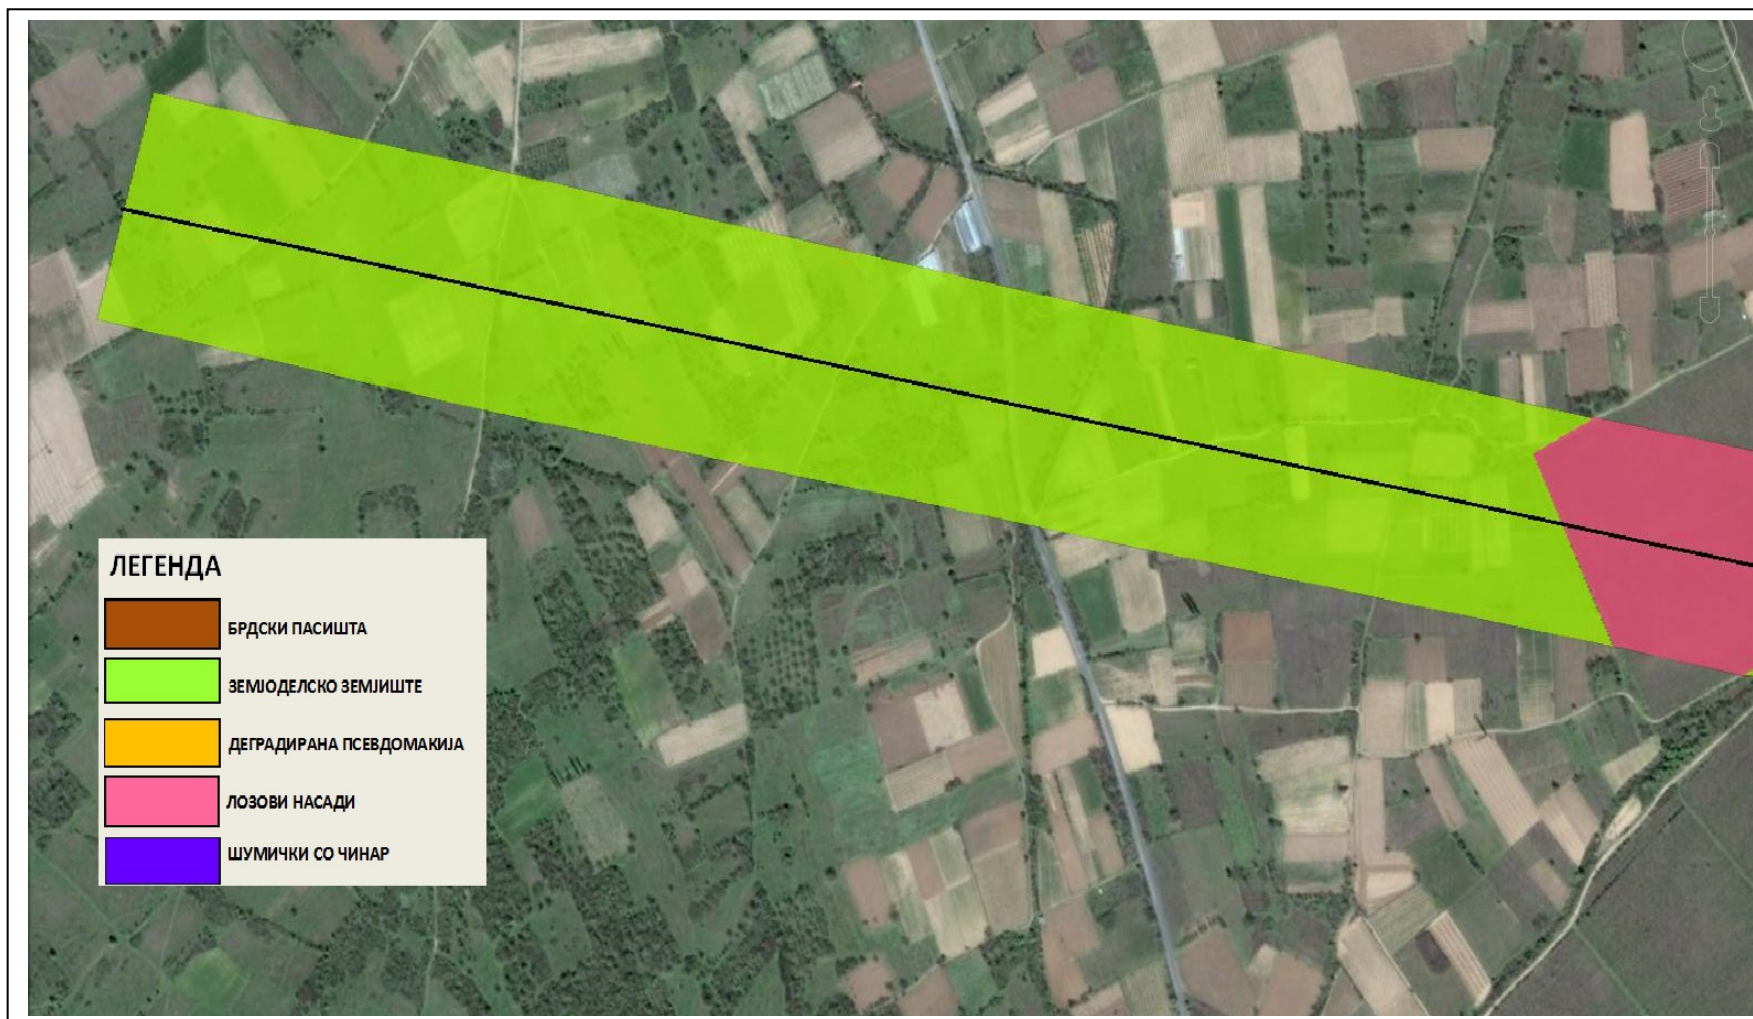 ЛЕГЕНДА
БРДСКИ ПАСИШТА
ЗЕМЈОДЕЛСКО ЗЕМЈИШТЕ
ДЕГРАДИРАНА ПСЕВДОМАКИЈА
ЛОЗОВИ НАСАДИ
ШУМИЧКИ СО ЧИНАР